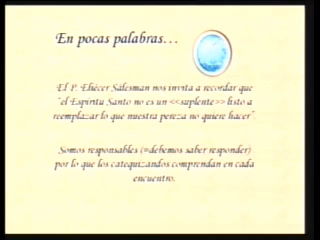 En pocas palabras…
El P. Eliécer Sálesman nos invita a recordar que
"el Espíritu Santo no es un <<suplente>> listo a
reemplazar lo que nuestra pereza no quiere hacer".
Somos responsables (=debemos saber responder)
por lo que los catequizandos comprendan en cada
encuentro.